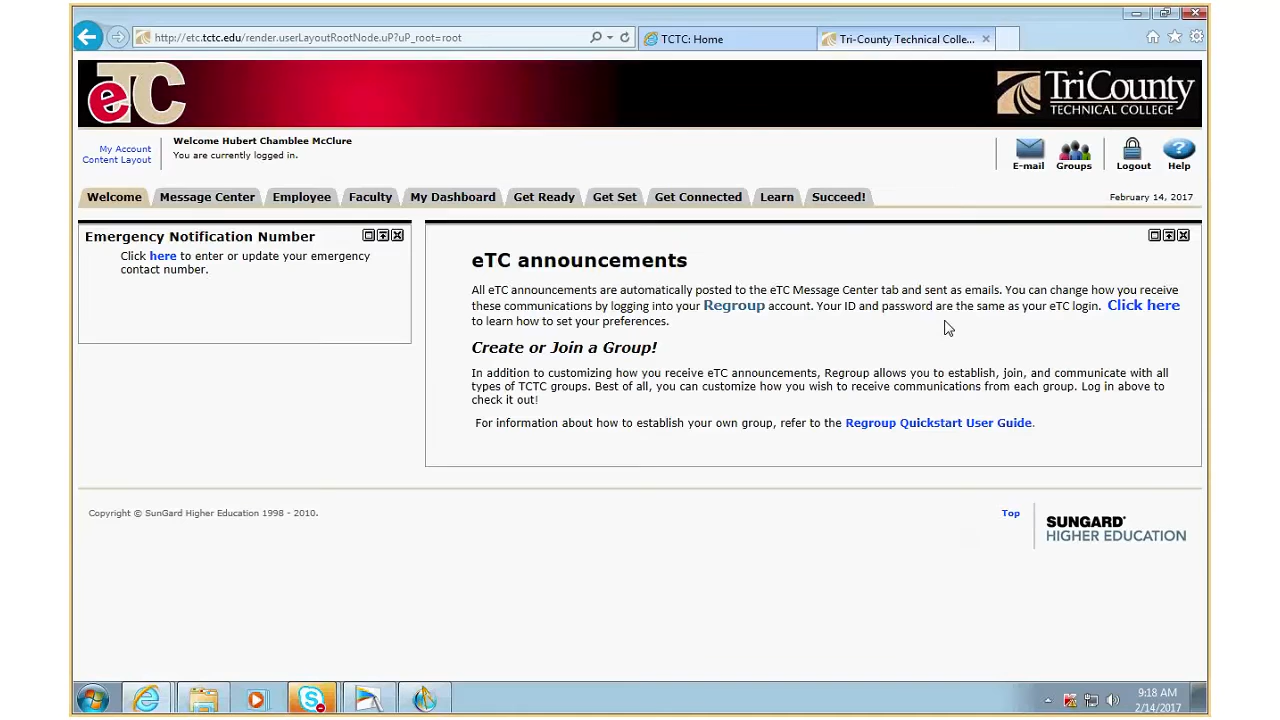 http://etc.tctc.edu/render.userLayoutRootNode.uP?uP_root=root
TCTC: Home
Tri-County Technical Colle...
eTC
TriCounty
TECHNICAL COLLEGE
My Account
Content Layout
Welcome Hubert Chamblee McClure
You are currently logged in.
E-mail Groups Logout Help
Welcome Message Center Employee Faculty My Dashboard Get Ready Get Set Get Connected Learn Succeed!
February 14, 2017
Emergency Notification Number
Click here to enter or update your emergency
contact number.
eTC announcements
All eTC announcements are automatically posted to the eTC Message Center tab and sent as emails. You can change how you receive
these communications by logging into your Regroup account. Your ID and password are the same as your eTC login. Click here
to learn how to set your preferences.
Create or Join a Group!
In addition to customizing how you receive eTC announcements, Regroup allows you to establish, join, and communicate with all
types of TCTC groups. Best of all, you can customize how you wish to receive communications from each group. Log in above to
check it out!
For information about how to establish your own group, refer to the Regroup Quickstart User Guide.
Copyright © SunGard Higher Education 1998 - 2010.
Top
SUNGARD®
HIGHER EDUCATION
9:18 AM
2/14/2017